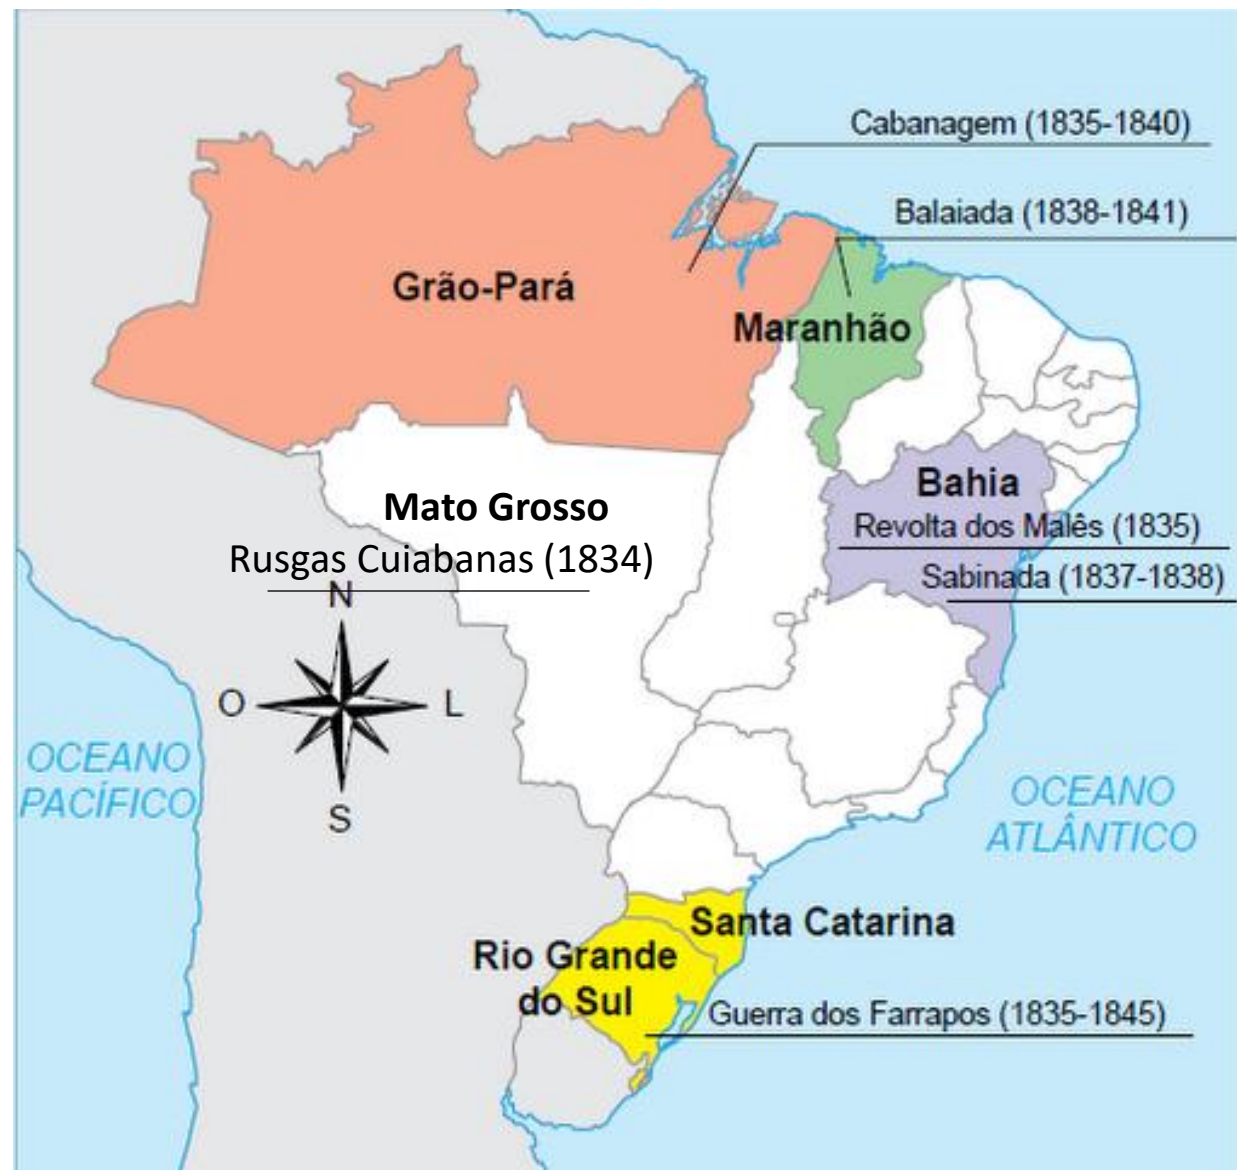 Cabanagem (1835-1840)
Balaiada (1838-1841)
Grão-Pará
Maranhão
Bahia
Mato Grosso
Revolta dos Malês (1835)
Rusgas Cuiabanas (1834)
Sabinada (1837-1838)
N
O
L
S
OCEANO
PACÍFICO
OCEANO
ATLÂNTICO
Santa Catarina
Rio Grande
do Sul
Guerra dos Farrapos (1835-1845)